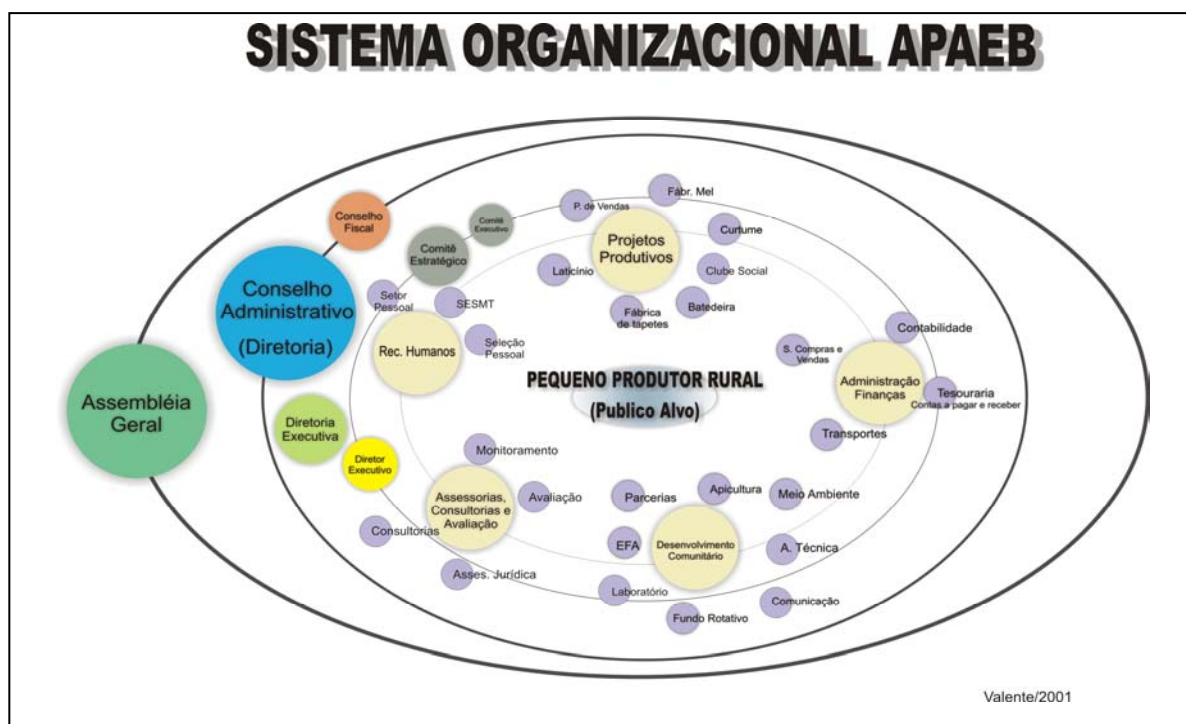 SISTEMA ORGANIZACIONAL APAEB
Fábr. Mel
P. de Vendas
Conselho
Fiscal
Comitê
Executivo
Projetos
Produtivos
Curtume
Comitê
Estratégico
Laticínio
Clube Social
Conselho
Administrativo
(Diretoria)
Setor
Pessoal
SESMT
Fábrica
de tapetes
Batedeira
Contabilidade
Rec. Humanos
Seleção
Pessoal
S. Compras e
Vendas
PEQUENO PRODUTOR RURAL
(Publico Alvo)
Administração
Finanças
Tesouraria
Contas a pagar e receber
Assembléia
Geral
Diretoria
Executiva
Transportes
Diretor
Executivo
Monitoramento
Assessorias,
Consultorias e
Avaliação
Avaliação
Parcerias
Apicultura
Meio Ambiente
Consultorias
EFA
Desenvolvimento
Comunitário
A. Técnica
Asses. Jurídica
Laboratório
Comunicação
Fundo Rotativo
Valente/2001